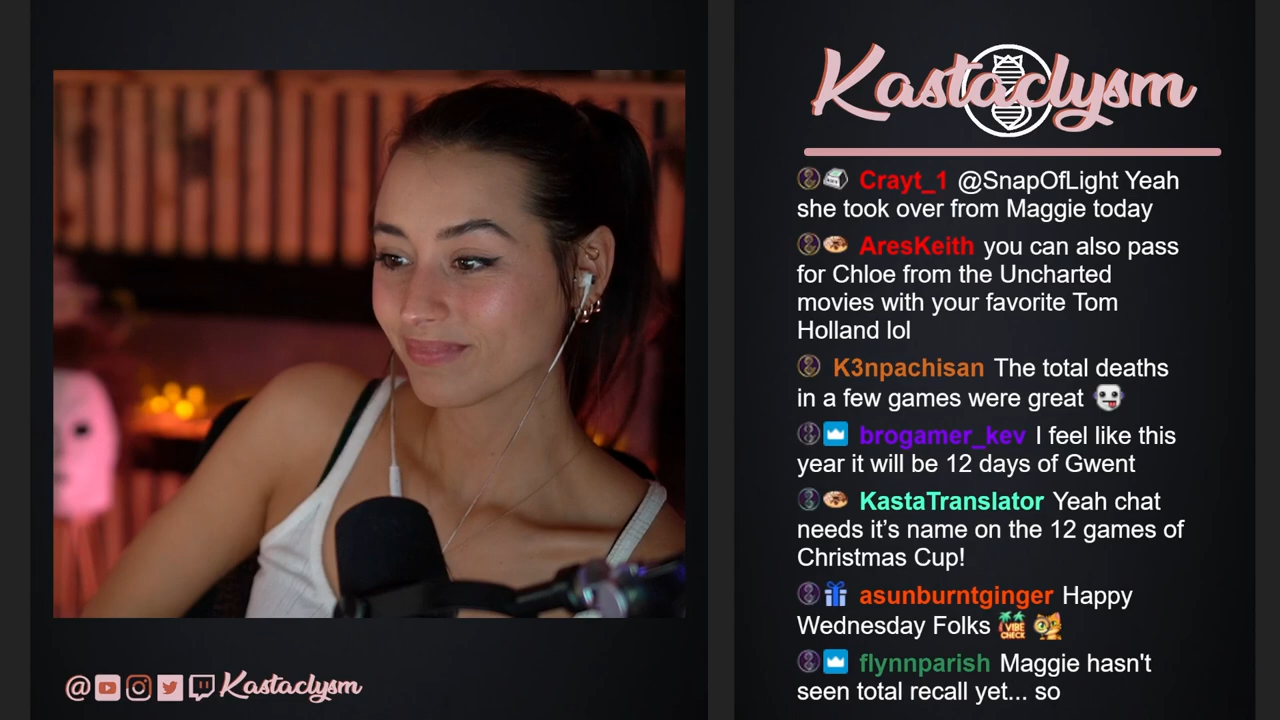 Kastaclysm
Crayt_1 @SnapOfLight Yeah
she took over from Maggie today
AresKeith you can also pass
for Chloe from the Uncharted
movies with your favorite Tom
Holland lol
K3npachisan The total deaths
in a few games were great
brogamer_kev I feel like this
year it will be 12 days of Gwent
KastaTranslator Yeah chat
needs it’s name on the 12 games of
Christmas Cup!
asunburntginger Happy
Wednesday Folks VIBE CHECK
flynnparish Maggie hasn't
seen total recall yet... so
@ Kastaclysm